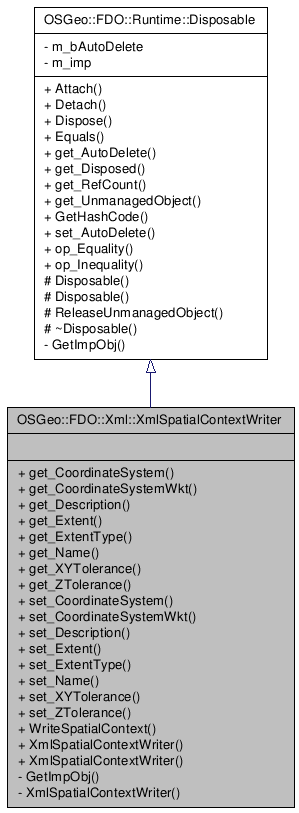 OSGeo::FDO::Runtime::Disposable
- m_bAutoDelete
- m_imp
+ Attach()
+ Detach()
+ Dispose()
+ Equals()
+ get_AutoDelete()
+ get_Disposed()
+ get_RefCount()
+ get_UnmanagedObject()
+ GetHashCode()
+ set_AutoDelete()
+ op_Equality()
+ op_Inequality()
# Disposable()
# Disposable()
# ReleaseUnmanagedObject()
# ~Disposable()
- GetImpObj()
OSGeo::FDO::Xml::XmlSpatialContextWriter
+ get_CoordinateSystem()
+ get_CoordinateSystemWkt()
+ get_Description()
+ get_Extent()
+ get_ExtentType()
+ get_Name()
+ get_XYTolerance()
+ get_ZTolerance()
+ set_CoordinateSystem()
+ set_CoordinateSystemWkt()
+ set_Description()
+ set_Extent()
+ set_ExtentType()
+ set_Name()
+ set_XYTolerance()
+ set_ZTolerance()
+ WriteSpatialContext()
+ XmlSpatialContextWriter()
+ XmlSpatialContextWriter()
- GetImpObj()
- XmlSpatialContextWriter()